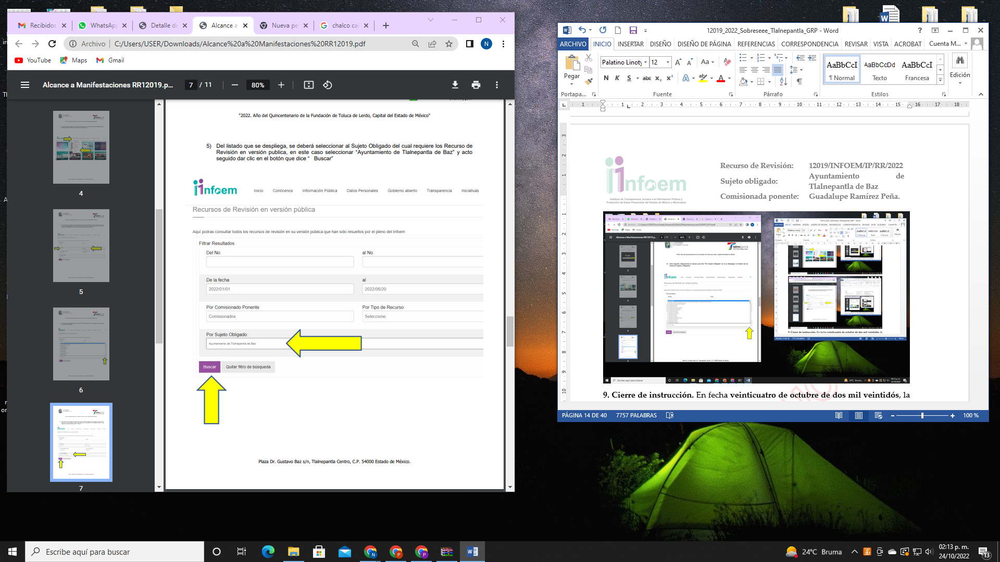 Recibidos
WhatsApp
Detalle de
Alcance a
Nueva pe
chalco cal
Archivo
C:/Users/USER/Downloads/Alcance%20a%20Manifestaciones%20RR12019.pdf
N
YouTube
Maps
Gmail
Alcance a Manifestaciones RR12019.p...
7 / 11
80%
4
5
6
7
"2022. Año del Quincentenario de la Fundación de Toluca de Lerdo, Capital del Estado de México"
5) Del listado que se despliega, se deberá seleccionar al Sujeto Obligado del cual requiere los Recurso de
Revisión en versión publica, en este caso seleccionar “Ayuntamiento de Tlalnepantla de Baz” y acto
seguido dar clic en el botón que dice “ Buscar”
infoem
Inicio
Conócenos
Información Pública
Datos Personales
Gobierno abierto
Transparencia
Iniciativas
Recursos de Revisión en versión pública
Aquí podras consultar todos los recursos de revisión en su versión pública que han sido resueltos por el pleno del Infoem
Filtrar Resultados
Del No.
al No.
De la fecha
al
2022/01/01
2022/06/20
Por Comisionado Ponente:
Por Tipo de Recurso:
Comisionados
Seleccione
Por Sujeto Obligado:
Ayuntamiento de Tlalnepantla de Baz
Buscar
Quitar filtro de búsqueda
Plaza Dr. Gustavo Baz s/n, Tlalnepantla Centro, C.P. 54000 Estado de México.
12019_2022_Sobreseee_Tlalnepantla_GRP - Word
ARCHIVO
INICIO
INSERTAR
DISEÑO
DISEÑO DE PÁGINA
REFERENCIAS
CORRESPONDENCIA
REVISAR
VISTA
ACROBAT
Cuenta M...
Pegar
Palatino Linoty
12
N K S abc x₂ x²
AaBbCcI
AaBbCcDd
AaBbCcI
¶ Normal
Texto
Francesa
Edición
Portapa...
Fuente
Párrafo
Estilos
infoem
Instituto de Transparencia, Acceso a la Información Pública y
Protección de Datos Personales del Estado de México y Municipios
Recurso de Revisión: 12019/INFOEM/IP/RR/2022
Sujeto obligado: Ayuntamiento de
Tlalnepantla de Baz
Comisionada ponente: Guadalupe Ramírez Peña.
9. Cierre de instrucción. En fecha veinticuatro de octubre de dos mil veintidós, la
PÁGINA 14 DE 40
7757 PALABRAS
100 %
Escribe aquí para buscar
24°C Bruma
02:13 p. m.
24/10/2022
13